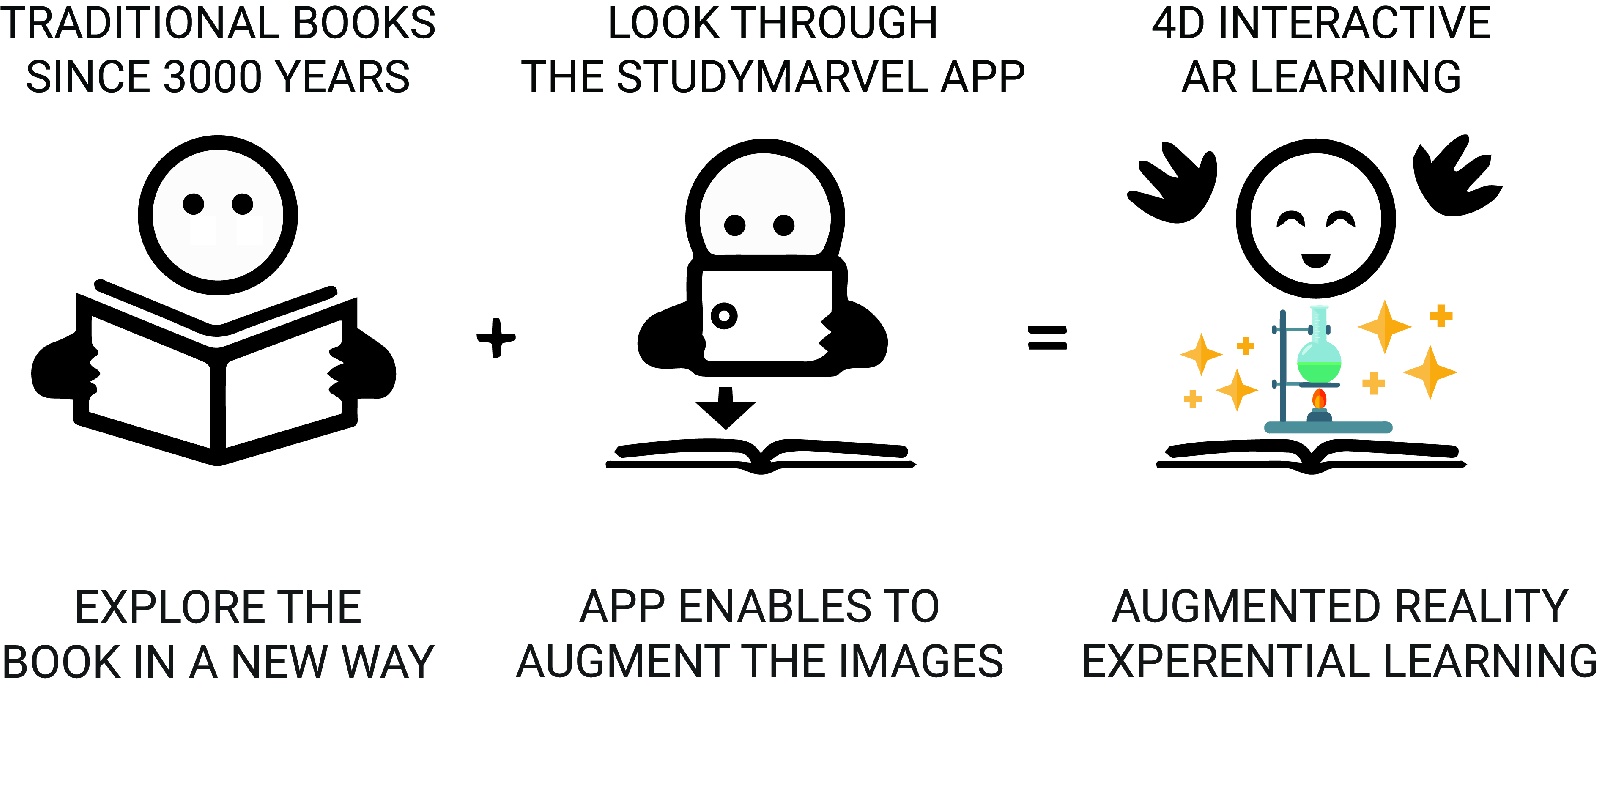 TRADITIONAL BOOKS
SINCE 3000 YEARS
LOOK THROUGH
THE STUDYMARVEL APP
4D INTERACTIVE
AR LEARNING
+
=
EXPLORE THE
BOOK IN A NEW WAY
APP ENABLES TO
AUGMENT THE IMAGES
AUGMENTED REALITY
EXPERENTIAL LEARNING